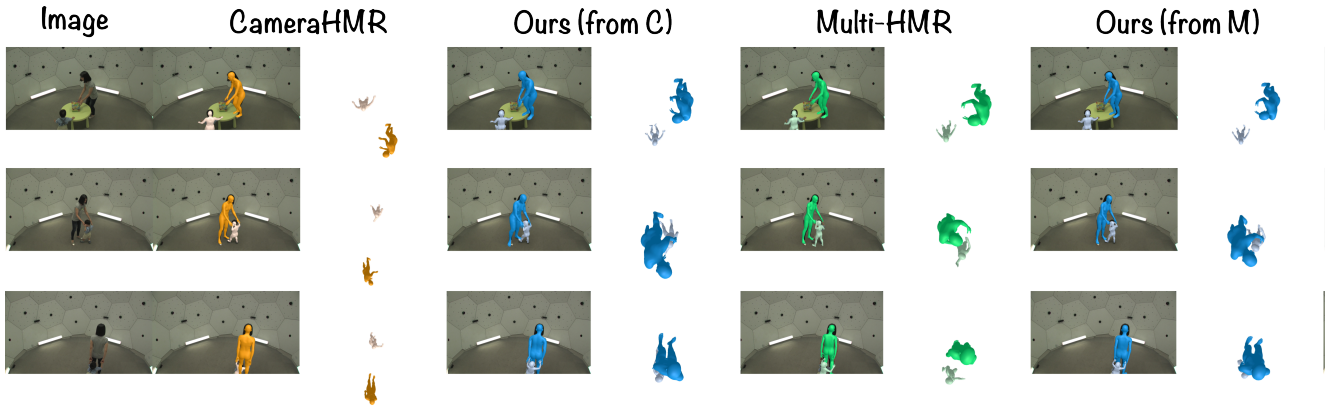 Image
CameraHMR
Ours (from C)
Multi-HMR
Ours (from M)